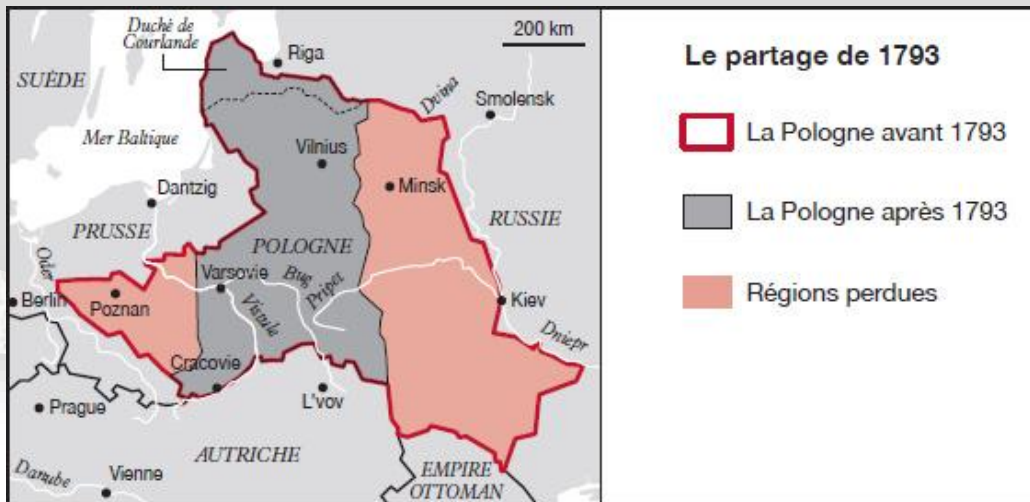 Duché de
Courlande
Riga
200 km
SUÈDE
Dvina
Smolensk
Mer Baltique
Vilnius
Dantzig
Minsk
PRUSSE
RUSSIE
POLOGNE
Oder
Varsovie
Bug
Pripet
Berlin
Poznan
Kiev
Vistule
Dniepr
Cracovie
L'vov
Prague
AUTRICHE
EMPIRE
OTTOMAN
Danube
Vienne
Le partage de 1793
La Pologne avant 1793
La Pologne après 1793
Régions perdues